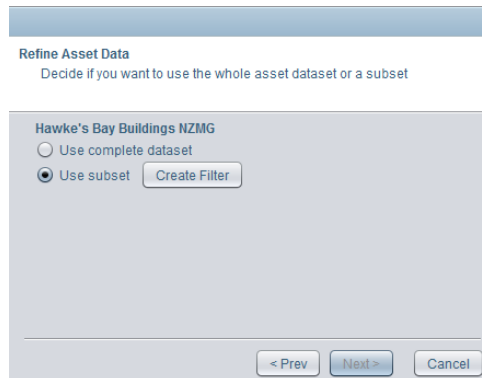 Refine Asset Data
Decide if you want to use the whole asset dataset or a subset
Hawke's Bay Buildings NZMG
Use complete dataset
Use subset Create Filter
< Prev Next > Cancel